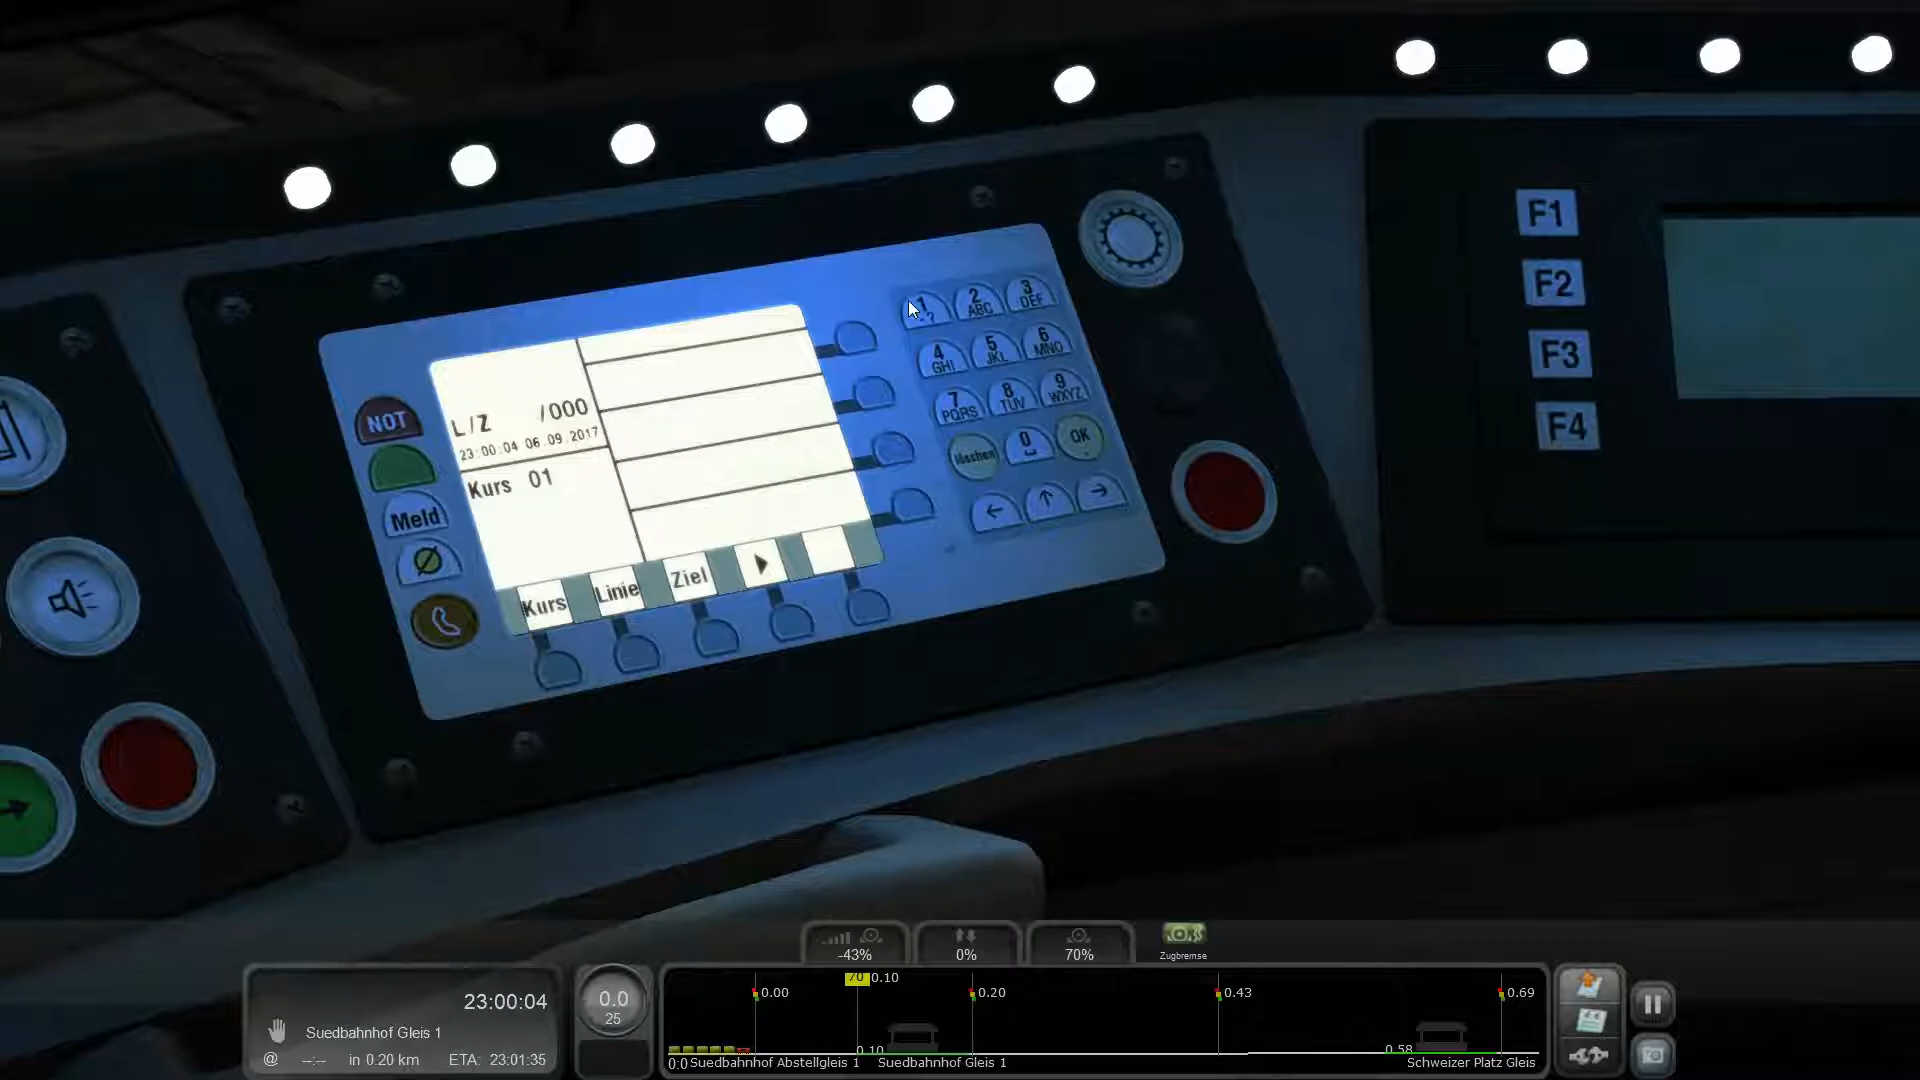 F1
F2
F3
F4
1
.?
2
ABC
3
DEF
4
GHI
5
JKL
6
MNO
7
PQRS
8
TUV
9
WXYZ
löschen
0
OK
NOT
Meld
L/Z /000
23:00:04 06.09.2017
Kurs 01
Kurs Linie Ziel
-43%
0%
70%
Zugbremse
23:00:04
Suedbahnhof Gleis 1
@ --:-- in 0.20 km ETA: 23:01:35
0.0
25
70 0.10
0.00
0.20
0.43
0.69
0.10
0.58
0.0 Suedbahnhof Abstellgleis 1 Suedbahnhof Gleis 1 Schweizer Platz Gleis